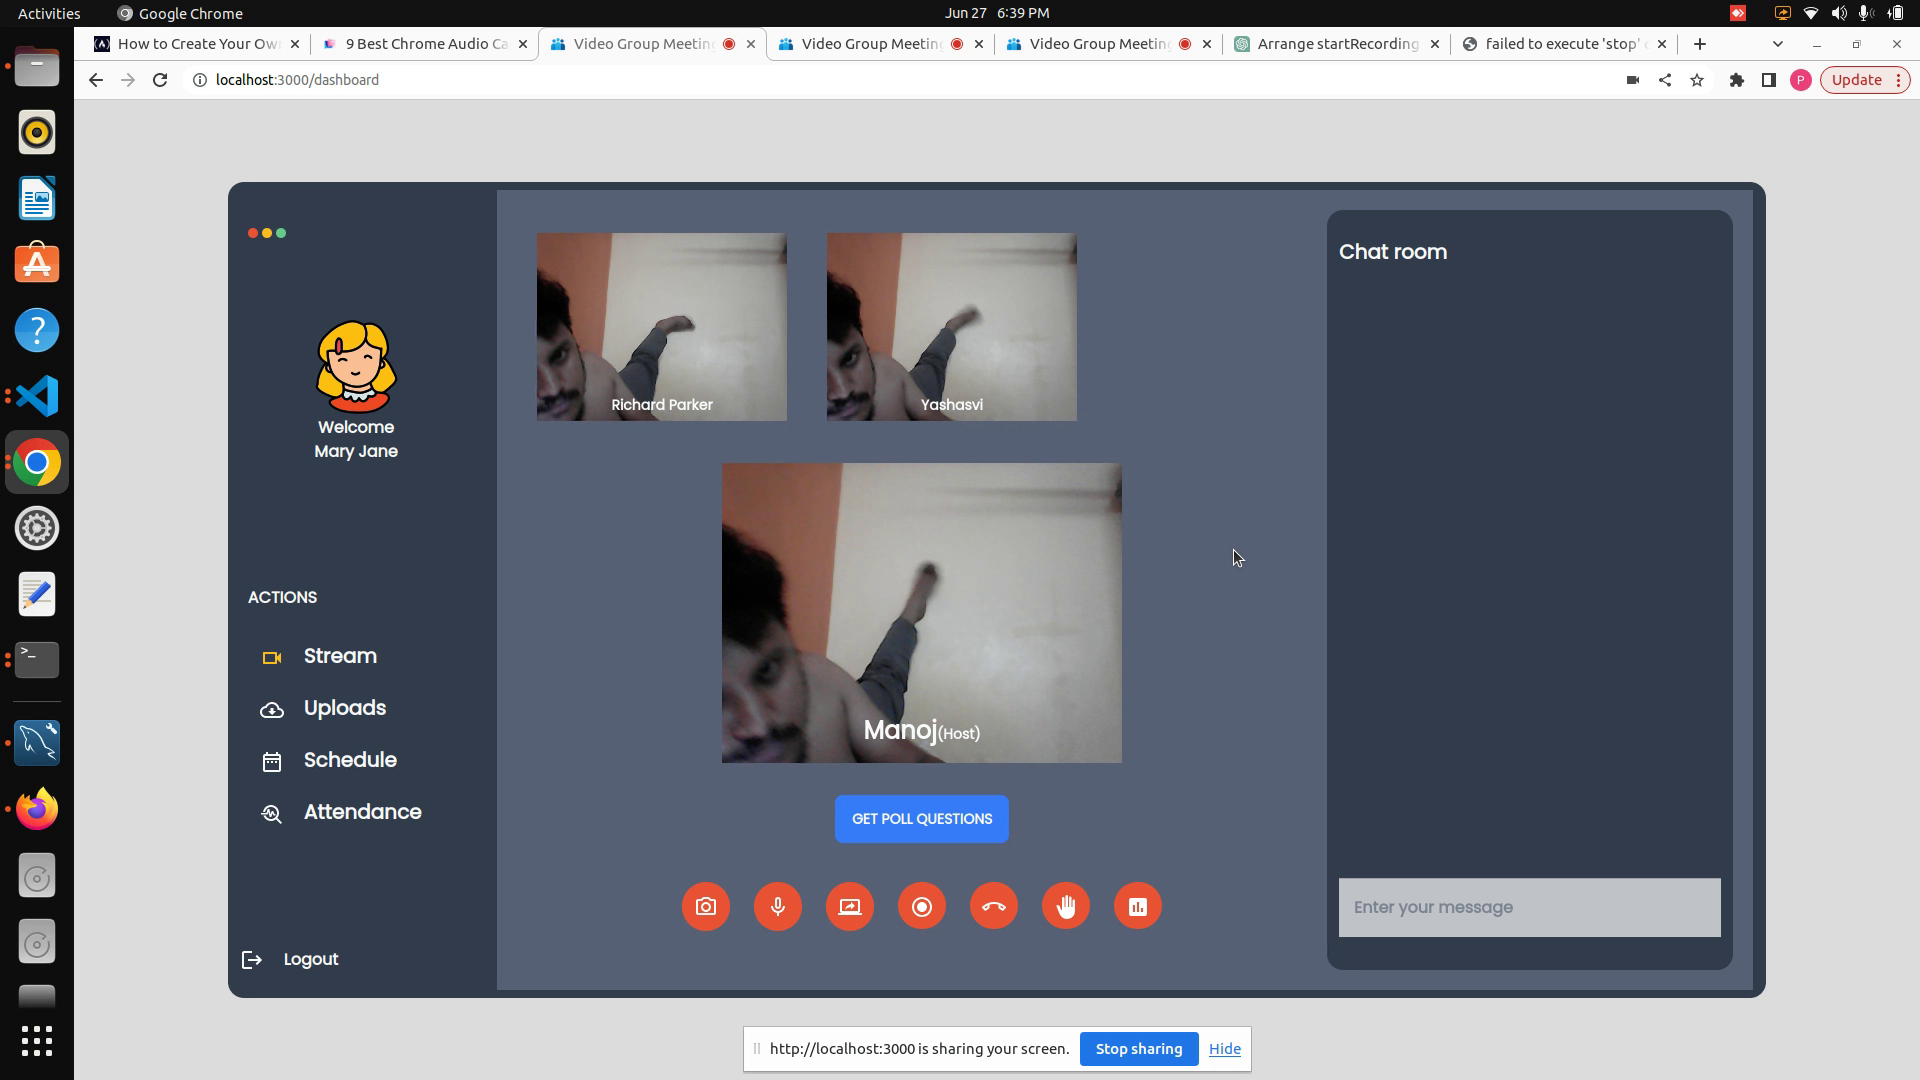 Activities
Google Chrome
Jun 27 6:39 PM
How to Create Your Ow
9 Best Chrome Audio Ca
Video Group Meeting
Video Group Meeting
Video Group Meeting
Arrange startRecording
failed to execute 'stop'
localhost:3000/dashboard
P
Update
Chat room
Richard Parker
Yashasvi
Welcome
Mary Jane
Manoj(Host)
ACTIONS
Stream
Uploads
Schedule
Attendance
GET POLL QUESTIONS
Enter your message
Logout
http://localhost:3000 is sharing your screen.
Stop sharing
Hide